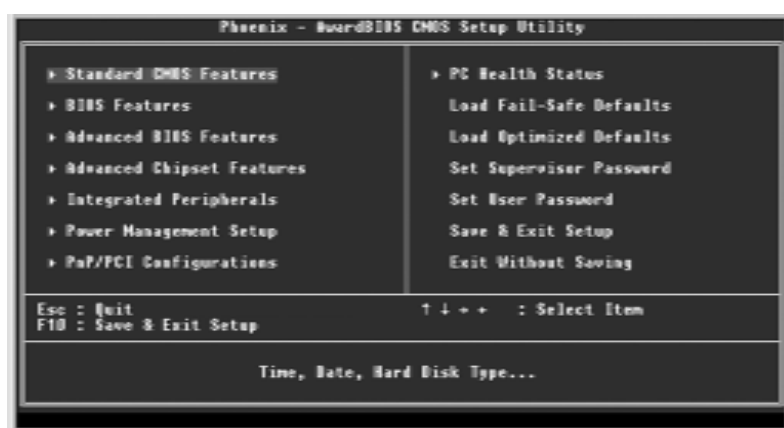 Phoenix - AwardBIOS CMOS Setup Utility
▸ Standard CMOS Features
▸ BIOS Features
▸ Advanced BIOS Features
▸ Advanced Chipset Features
▸ Integrated Peripherals
▸ Power Management Setup
▸ PnP/PCI Configurations
▸ PC Health Status
Load Fail-Safe Defaults
Load Optimized Defaults
Set Supervisor Password
Set User Password
Save & Exit Setup
Exit Without Saving
Esc : Quit
F10 : Save & Exit Setup
↑ ↓ → ← : Select Item
Time, Date, Hard Disk Type...